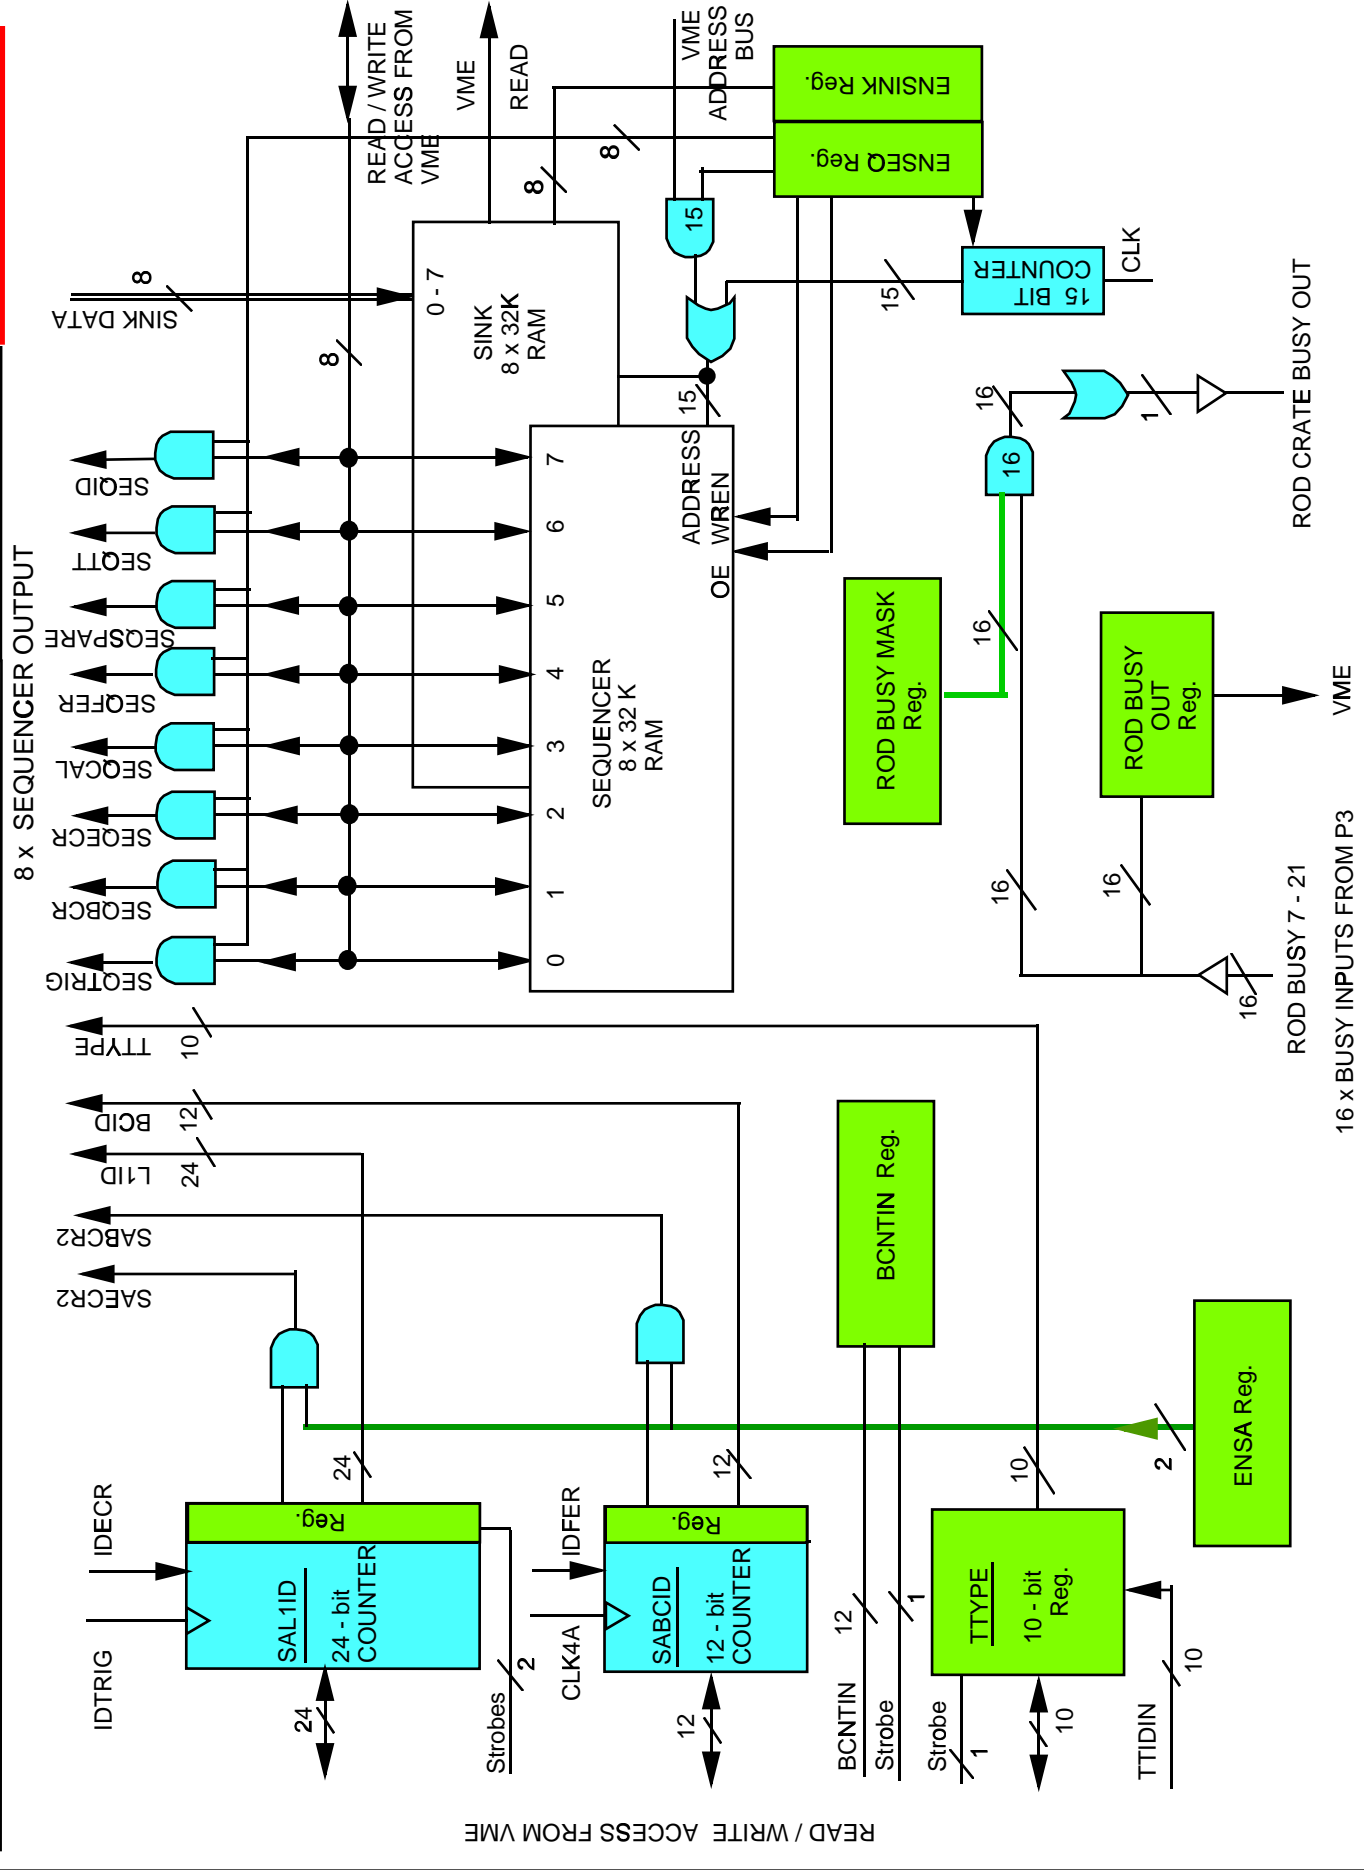 8 x SEQUENCER OUTPUT
SEQTRIG
SEQBCR
SEQECR
SEQCAL
SEQFER
SEQSPARE
SEQTT
SEQID
SINK DATA
8
8
READ / WRITE
ACCESS FROM
VME
VME
READ
8
8
VME
ADDRESS
BUS
0 - 7
SINK
8 x 32K
RAM
0
1
2
3
4
5
6
7
SEQUENCER
8 x 32 K
RAM
ADDRESS
OE WREN
15
15
15
ENSINK Reg.
ENSEQ Reg.
15 BIT
COUNTER
CLK
SAECR2
SABCR2
L1ID
24
BCID
12
TTYPE
10
IDTRIG
IDECR
SAL1ID
24 - bit
COUNTER
Reg.
24
24
Strobes
2
CLK4A
IDFER
SABCID
12 - bit
COUNTER
Reg.
12
12
BCNTIN
12
Strobe
1
BCNTIN Reg.
Strobe
1
TTYPE
10 - bit
Reg.
10
10
TTIDIN
10
ENSA Reg.
2
READ / WRITE ACCESS FROM VME
ROD BUSY MASK
Reg.
16
16
16
16
16
16
1
ROD BUSY
OUT
Reg.
VME
ROD CRATE BUSY OUT
ROD BUSY 7 - 21
16 x BUSY INPUTS FROM P3